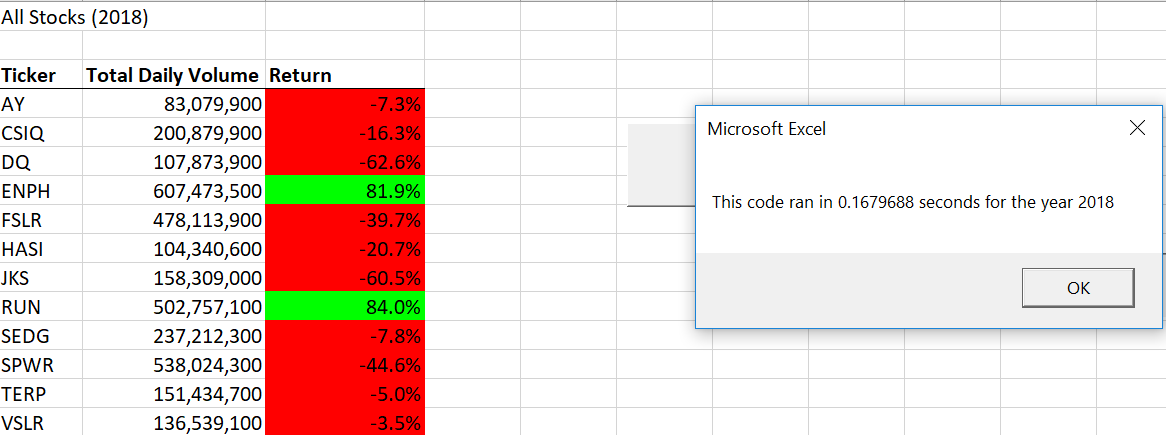 All Stocks (2018)
Ticker Total Daily Volume Return
AY 83,079,900 -7.3%
CSIQ 200,879,900 -16.3%
DQ 107,873,900 -62.6%
ENPH 607,473,500 81.9%
FSLR 478,113,900 -39.7%
HASI 104,340,600 -20.7%
JKS 158,309,000 -60.5%
RUN 502,757,100 84.0%
SEDG 237,212,300 -7.8%
SPWR 538,024,300 -44.6%
TERP 151,434,700 -5.0%
VSLR 136,539,100 -3.5%
Microsoft Excel
This code ran in 0.1679688 seconds for the year 2018
OK